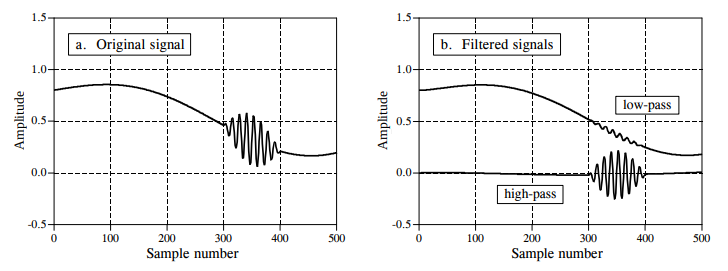 a. Original signal
1.5
1.0
0.5
0.0
-0.5
Amplitude
0 100 200 300 400 500
Sample number
b. Filtered signals
1.5
1.0
0.5
0.0
-0.5
Amplitude
low-pass
high-pass
0 100 200 300 400 500
Sample number